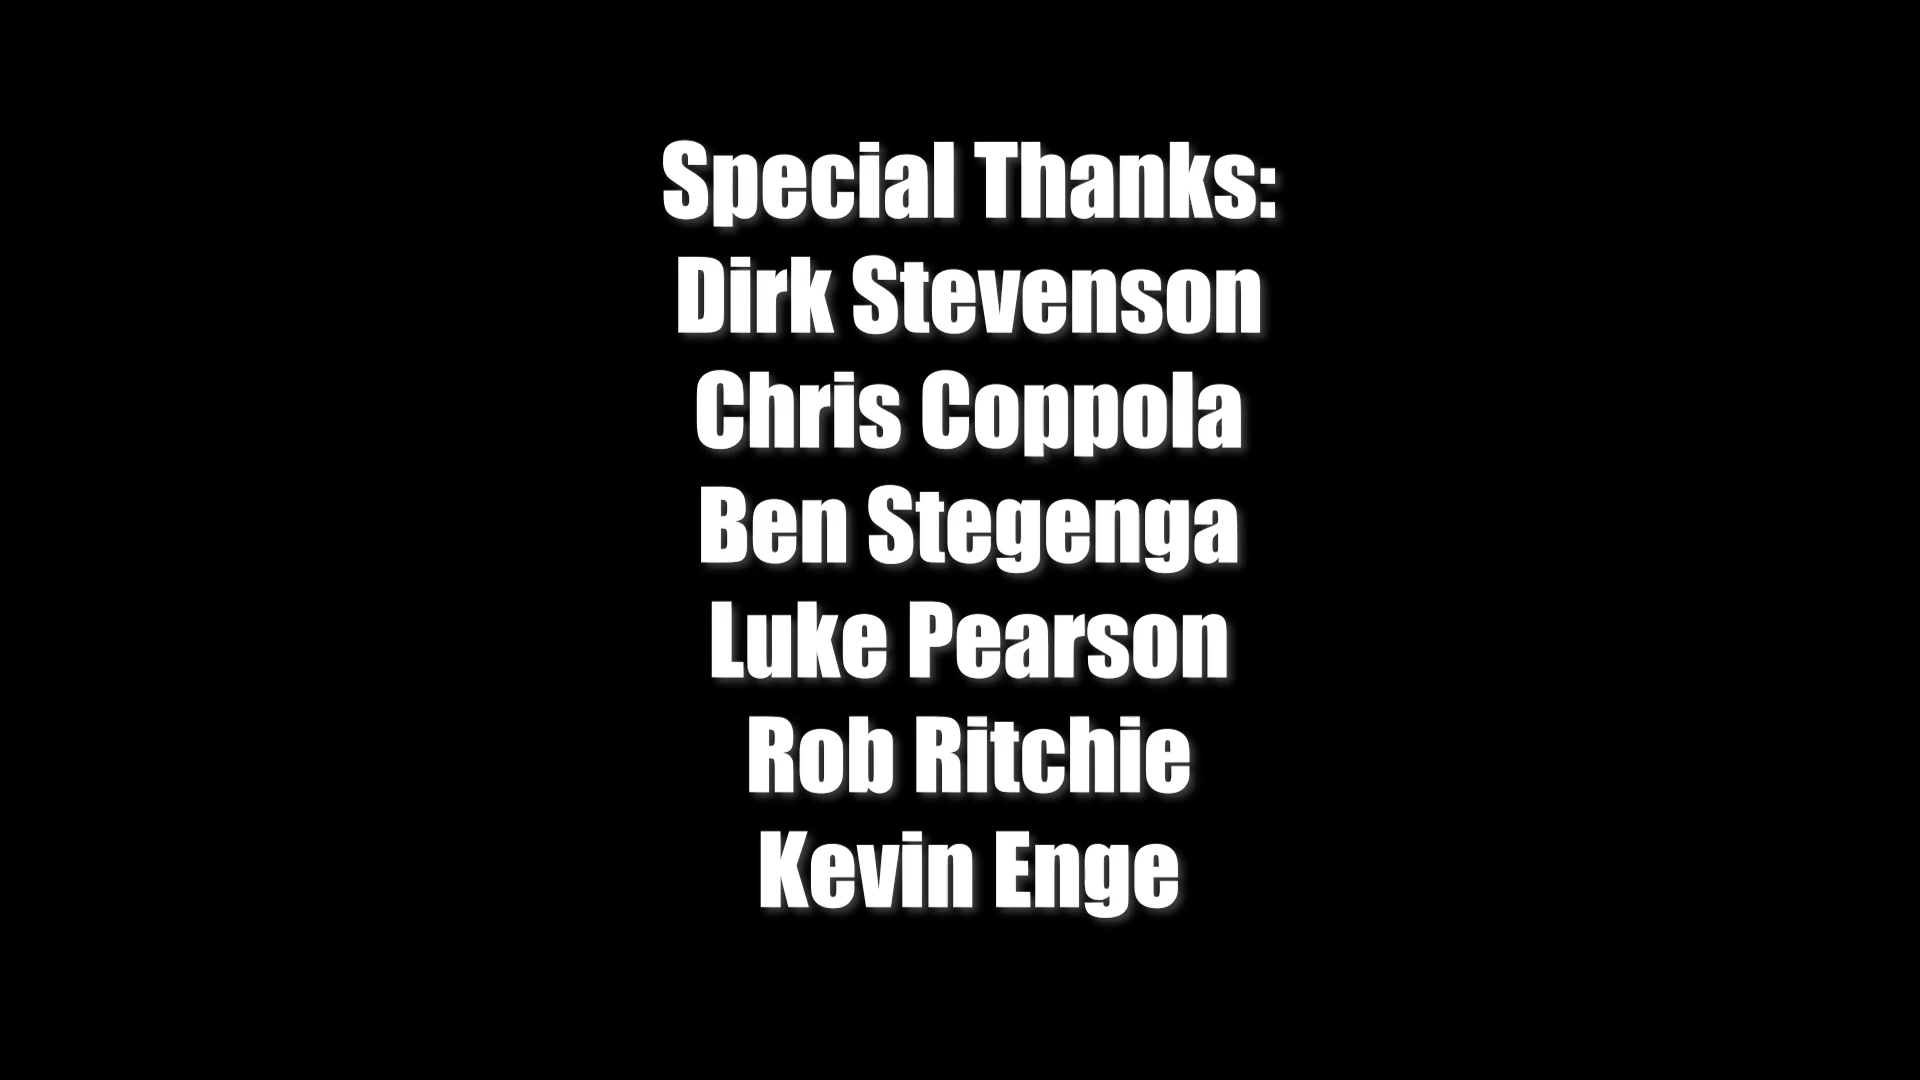 Special Thanks:
Dirk Stevenson
Chris Coppola
Ben Stegenga
Luke Pearson
Rob Ritchie
Kevin Enge